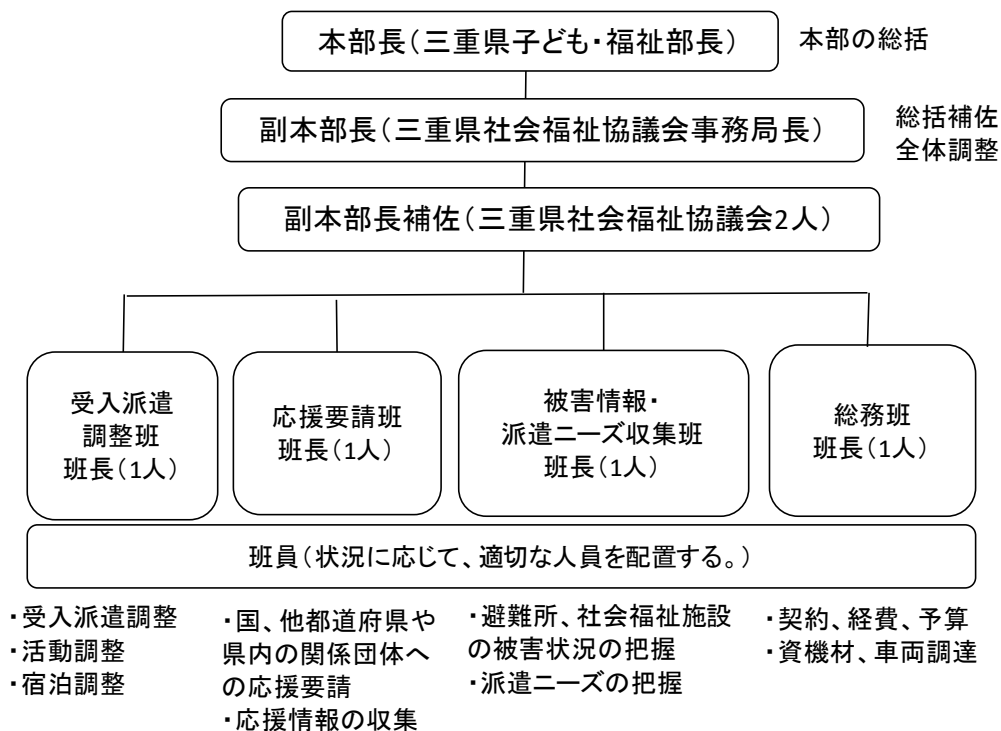 本部長（三重県子ども・福祉部長）
本部の総括
副本部長（三重県社会福祉協議会事務局長）
総括補佐
全体調整
副本部長補佐（三重県社会福祉協議会2人）
受入派遣
調整班
班長（1人）
応援要請班
班長（1人）
被害情報・
派遣ニーズ収集班
班長（1人）
総務班
班長（1人）
班員（状況に応じて、適切な人員を配置する。）
・受入派遣調整
・活動調整
・宿泊調整
・国、他都道府県や
県内の関係団体へ
の応援要請
・応援情報の収集
・避難所、社会福祉施設
の被害状況の把握
・派遣ニーズの把握
・契約、経費、予算
・資機材、車両調達